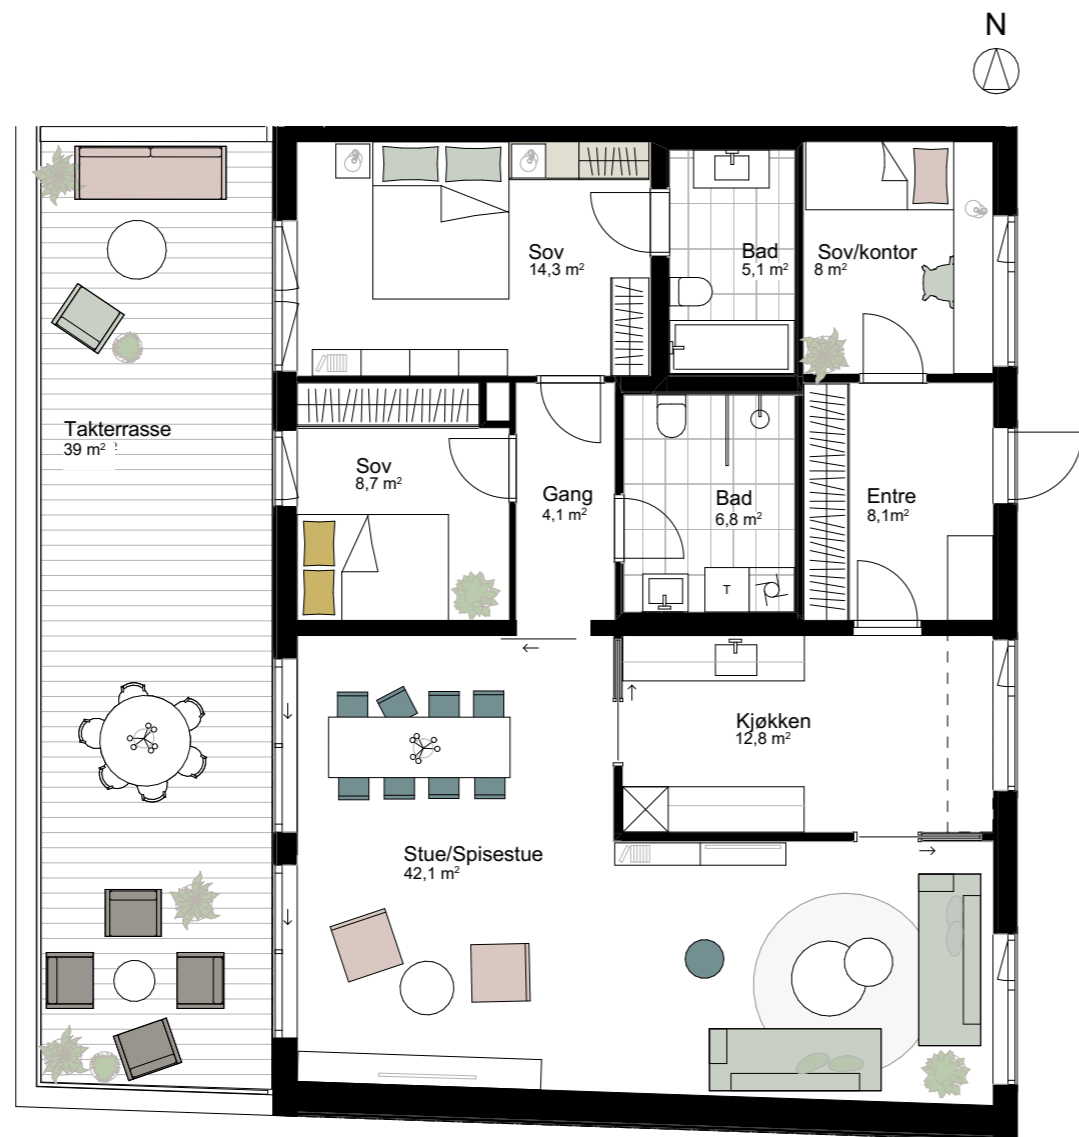 N
Sov
14,3 m²
Bad
5,1 m²
Sov/kontor
8 m²
Takterrasse
39 m²
Sov
8,7 m²
Gang
4,1 m²
Bad
6,8 m²
Entre
8,1m²
T
Kjøkken
12,8 m²
Stue/Spisestue
42,1 m²